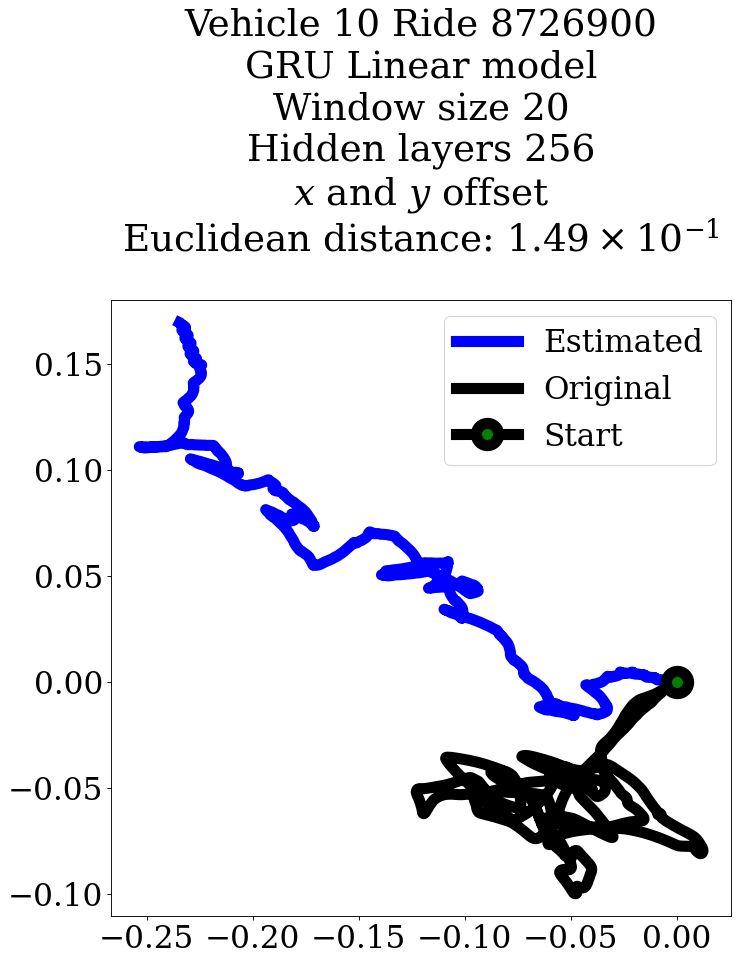 Vehicle 10 Ride 8726900
GRU Linear model
Window size 20
Hidden layers 256
x and y offset
Euclidean distance: 1.49 × 10⁻¹
Estimated
Original
Start
0.15
0.10
0.05
0.00
−0.05
−0.10
−0.25 −0.20 −0.15 −0.10 −0.05 0.00